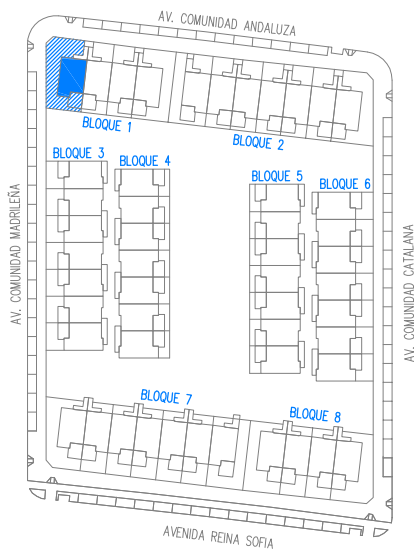 AV. COMUNIDAD ANDALUZA
BLOQUE 1
BLOQUE 2
BLOQUE 3
BLOQUE 4
BLOQUE 5
BLOQUE 6
AV. COMUNIDAD MADRILEÑA
AV. COMUNIDAD CATALANA
BLOQUE 7
BLOQUE 8
AVENIDA REINA SOFIA